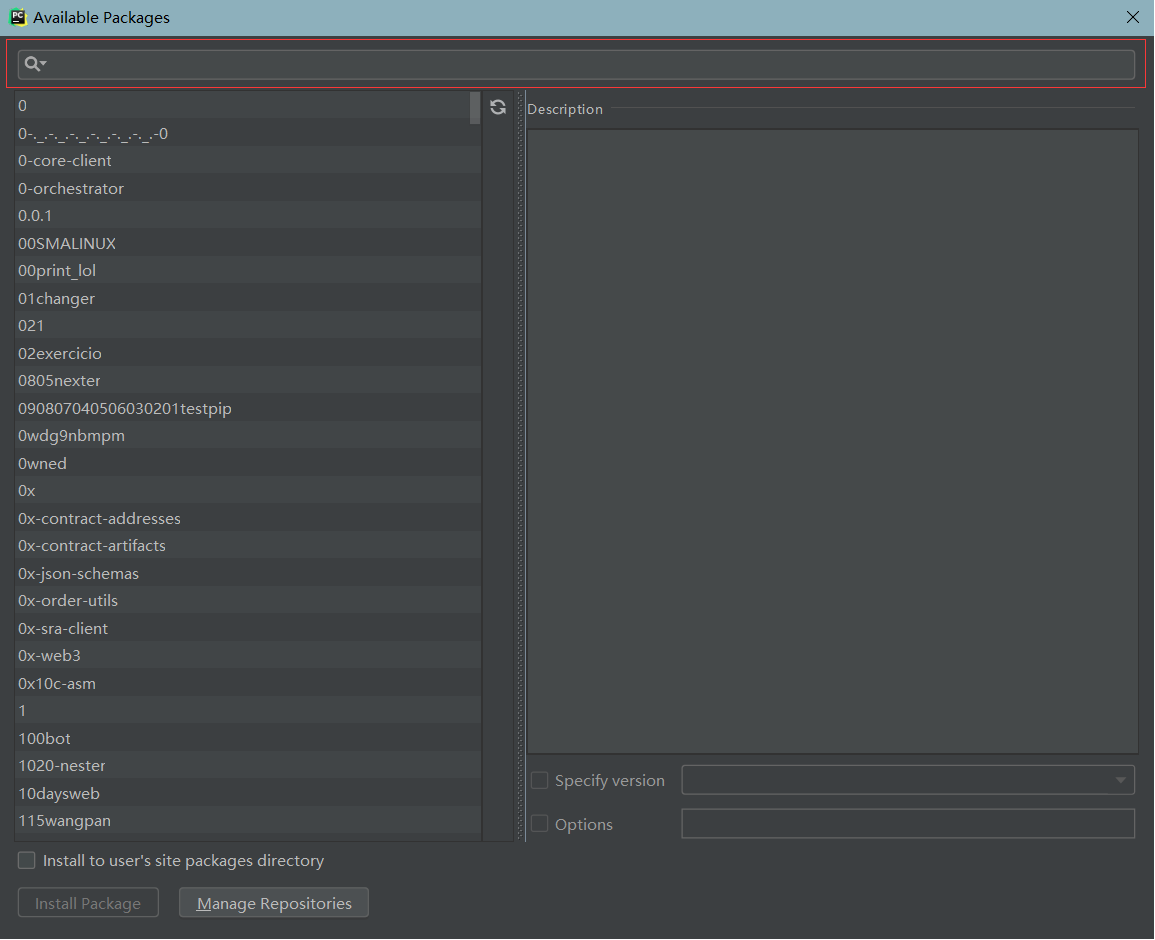 PC
Available Packages
0
0-._.-._.-._.-._.-._.-._.-0
0-core-client
0-orchestrator
0.0.1
00SMALINUX
00print_lol
01changer
021
02exercicio
0805nexter
090807040506030201testpip
0wdg9nbmpm
0wned
0x
0x-contract-addresses
0x-contract-artifacts
0x-json-schemas
0x-order-utils
0x-sra-client
0x-web3
0x10c-asm
1
100bot
1020-nester
10daysweb
115wangpan
Description
Specify version
Options
Install to user's site packages directory
Install Package
Manage Repositories